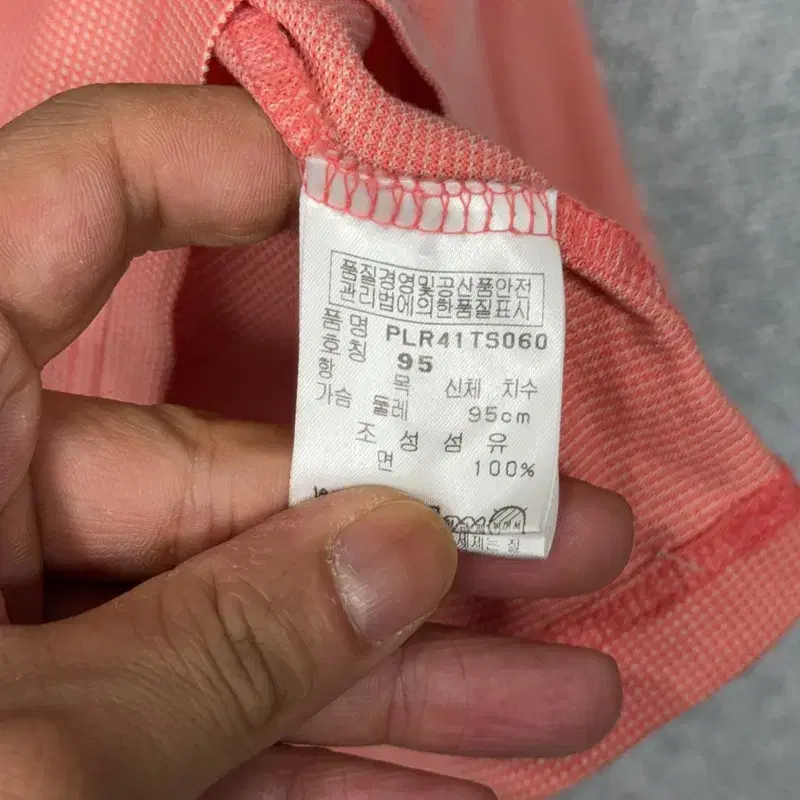 품질경영및공산품안전
관리법에의한품질표시
품 명 PLR41TS060
호 칭 95
항 목 신체 치수
가슴 둘레 95cm
조 성 섬 유
면 100%